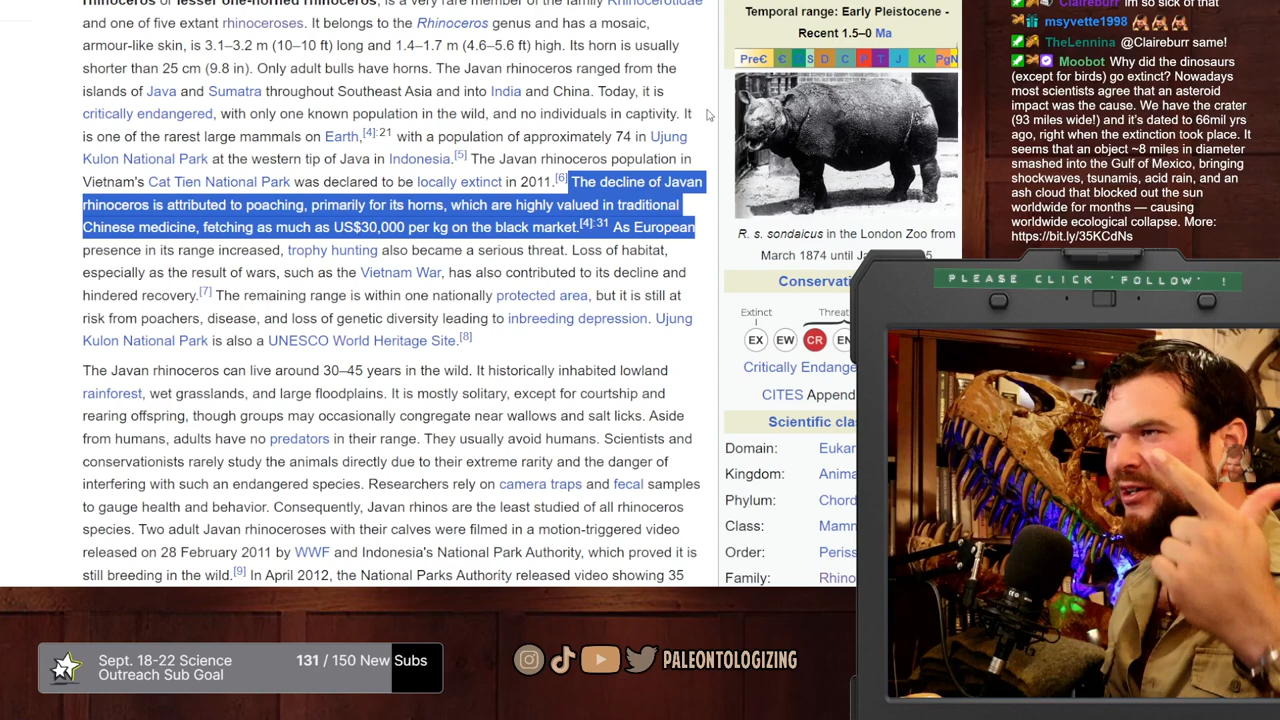 rhinoceros or lesser one-horned rhinoceros, is a very rare member of the family Rhinocerotidae
and one of five extant rhinoceroses. It belongs to the Rhinoceros genus and has a mosaic,
armour-like skin, is 3.1–3.2 m (10–10 ft) long and 1.4–1.7 m (4.6–5.6 ft) high. Its horn is usually
shorter than 25 cm (9.8 in). Only adult bulls have horns. The Javan rhinoceros ranged from the
islands of Java and Sumatra throughout Southeast Asia and into India and China. Today, it is
critically endangered, with only one known population in the wild, and no individuals in captivity. It
is one of the rarest large mammals on Earth,[4]:21 with a population of approximately 74 in Ujung
Kulon National Park at the western tip of Java in Indonesia.[5] The Javan rhinoceros population in
Vietnam's Cat Tien National Park was declared to be locally extinct in 2011.[6] The decline of Javan
rhinoceros is attributed to poaching, primarily for its horns, which are highly valued in traditional
Chinese medicine, fetching as much as US$30,000 per kg on the black market.[4]:31 As European
presence in its range increased, trophy hunting also became a serious threat. Loss of habitat,
especially as the result of wars, such as the Vietnam War, has also contributed to its decline and
hindered recovery.[7] The remaining range is within one nationally protected area, but it is still at
risk from poachers, disease, and loss of genetic diversity leading to inbreeding depression. Ujung
Kulon National Park is also a UNESCO World Heritage Site.[8]
The Javan rhinoceros can live around 30–45 years in the wild. It historically inhabited lowland
rainforest, wet grasslands, and large floodplains. It is mostly solitary, except for courtship and
rearing offspring, though groups may occasionally congregate near wallows and salt licks. Aside
from humans, adults have no predators in their range. They usually avoid humans. Scientists and
conservationists rarely study the animals directly due to their extreme rarity and the danger of
interfering with such an endangered species. Researchers rely on camera traps and fecal samples
to gauge health and behavior. Consequently, Javan rhinos are the least studied of all rhinoceros
species. Two adult Javan rhinoceroses with their calves were filmed in a motion-triggered video
released on 28 February 2011 by WWF and Indonesia's National Park Authority, which proved it is
still breeding in the wild.[9] In April 2012, the National Parks Authority released video showing 35
Temporal range: Early Pleistocene -
Recent 1.5–0 Ma
PreЄ Є S D C P T J K PgN
R. s. sondaicus in the London Zoo from
March 1874 until Ja 5
Conservati
Extinct Threat
EX EW CR EN
Critically Endange
CITES Append
Scientific cla
Domain: Eukar
Kingdom: Anima
Phylum: Chord
Class: Mamm
Order: Periss
Family: Rhino
Claireburr im so sick of that
msyvette1998
TheLennina @Claireburr same!
Moobot Why did the dinosaurs
(except for birds) go extinct? Nowadays
most scientists agree that an asteroid
impact was the cause. We have the crater
(93 miles wide!) and it's dated to 66mil yrs
ago, right when the extinction took place. It
seems that an object ~8 miles in diameter
smashed into the Gulf of Mexico, bringing
shockwaves, tsunamis, acid rain, and an
ash cloud that blocked out the sun
worldwide for months — causing
worldwide ecological collapse. More:
https://bit.ly/35KCdNs
PLEASE CLICK 'FOLLOW' !
Sept. 18-22 Science
Outreach Sub Goal
131 / 150 New Subs
PALEONTOLOGIZING